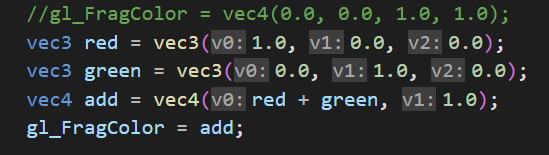 //gl_FragColor = vec4(0.0, 0.0, 1.0, 1.0);
vec3 red = vec3(v0: 1.0, v1: 0.0, v2: 0.0);
vec3 green = vec3(v0: 0.0, v1: 1.0, v2: 0.0);
vec4 add = vec4(v0: red + green, v1: 1.0);
gl_FragColor = add;